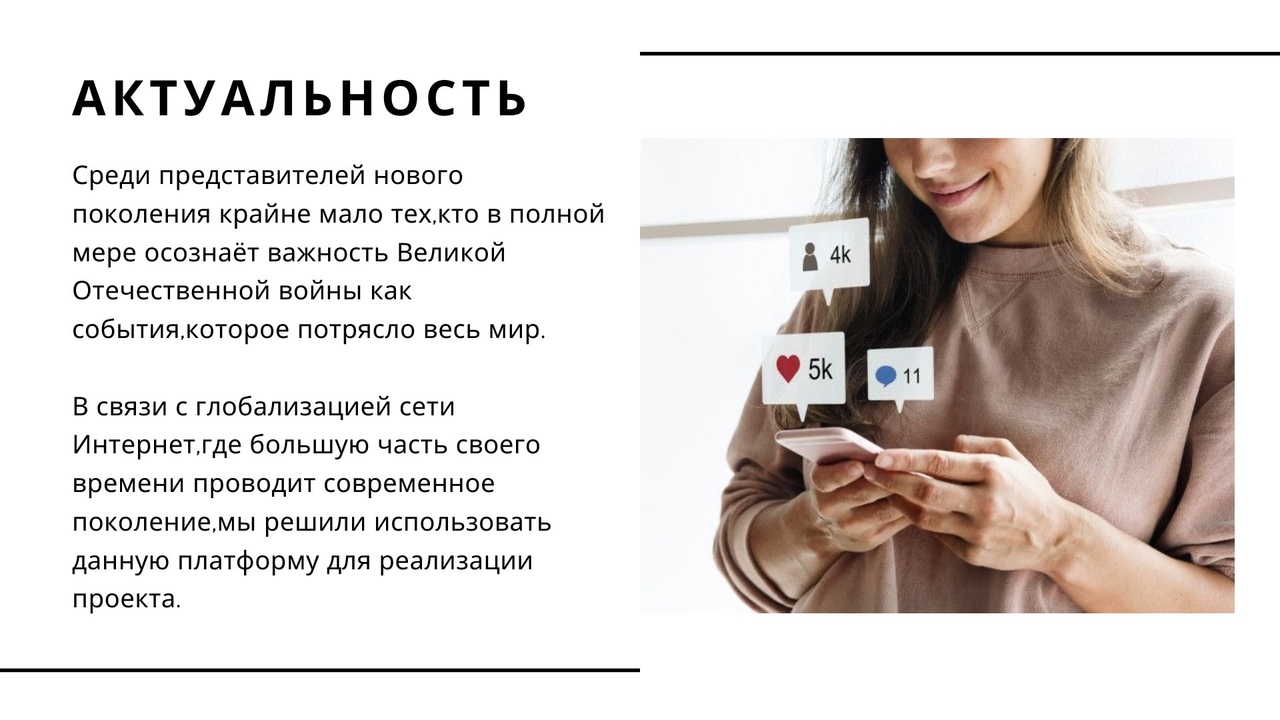 АКТУАЛЬНОСТЬ
Среди представителей нового
поколения крайне мало тех,кто в полной
мере осознаёт важность Великой
Отечественной войны как
события,которое потрясло весь мир.
В связи с глобализацией сети
Интернет,где большую часть своего
времени проводит современное
поколение,мы решили использовать
данную платформу для реализации
проекта.
4k
5k
11